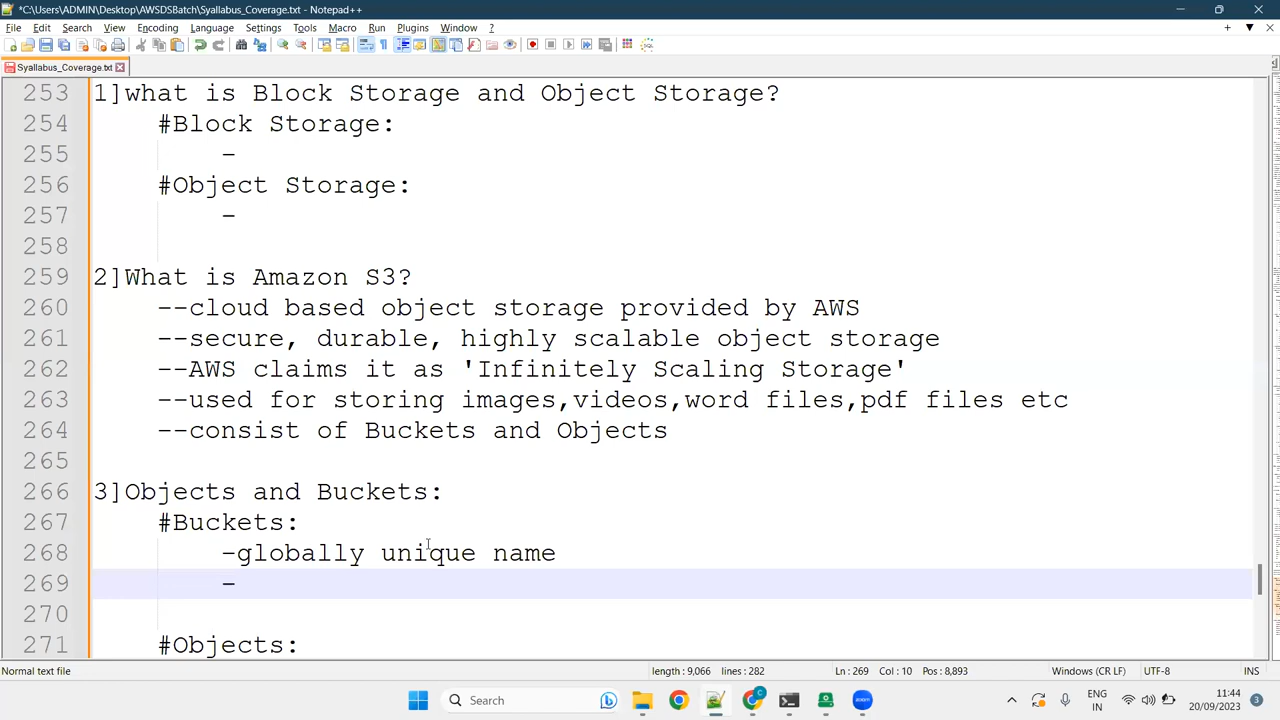 *C:\Users\ADMIN\Desktop\AWSDSBatch\Syallabus_Coverage.txt - Notepad++
File Edit Search View Encoding Language Settings Tools Macro Run Plugins Window ?
Syallabus_Coverage.txt
253 1]what is Block Storage and Object Storage?
254 #Block Storage:
255 -
256 #Object Storage:
257 -
258
259 2]What is Amazon S3?
260 --cloud based object storage provided by AWS
261 --secure, durable, highly scalable object storage
262 --AWS claims it as 'Infinitely Scaling Storage'
263 --used for storing images,videos,word files,pdf files etc
264 --consist of Buckets and Objects
265
266 3]Objects and Buckets:
267 #Buckets:
268 -globally unique name
269 -
270
271 #Objects:
Normal text file length : 9,066 lines : 282 Ln : 269 Col : 10 Pos : 8,893 Windows (CR LF) UTF-8 INS
Search ENG IN 11:44 20/09/2023 3